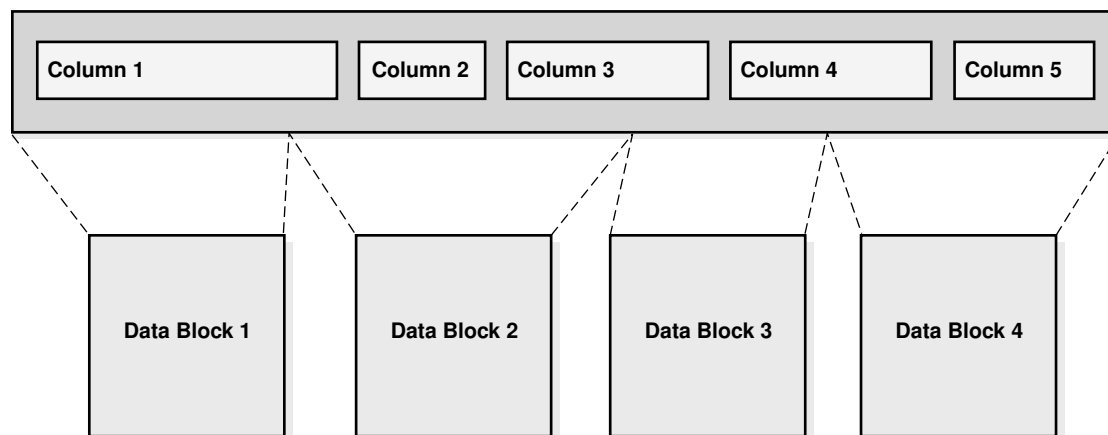 Column 1
Column 2
Column 3
Column 4
Column 5
Data Block 1
Data Block 2
Data Block 3
Data Block 4